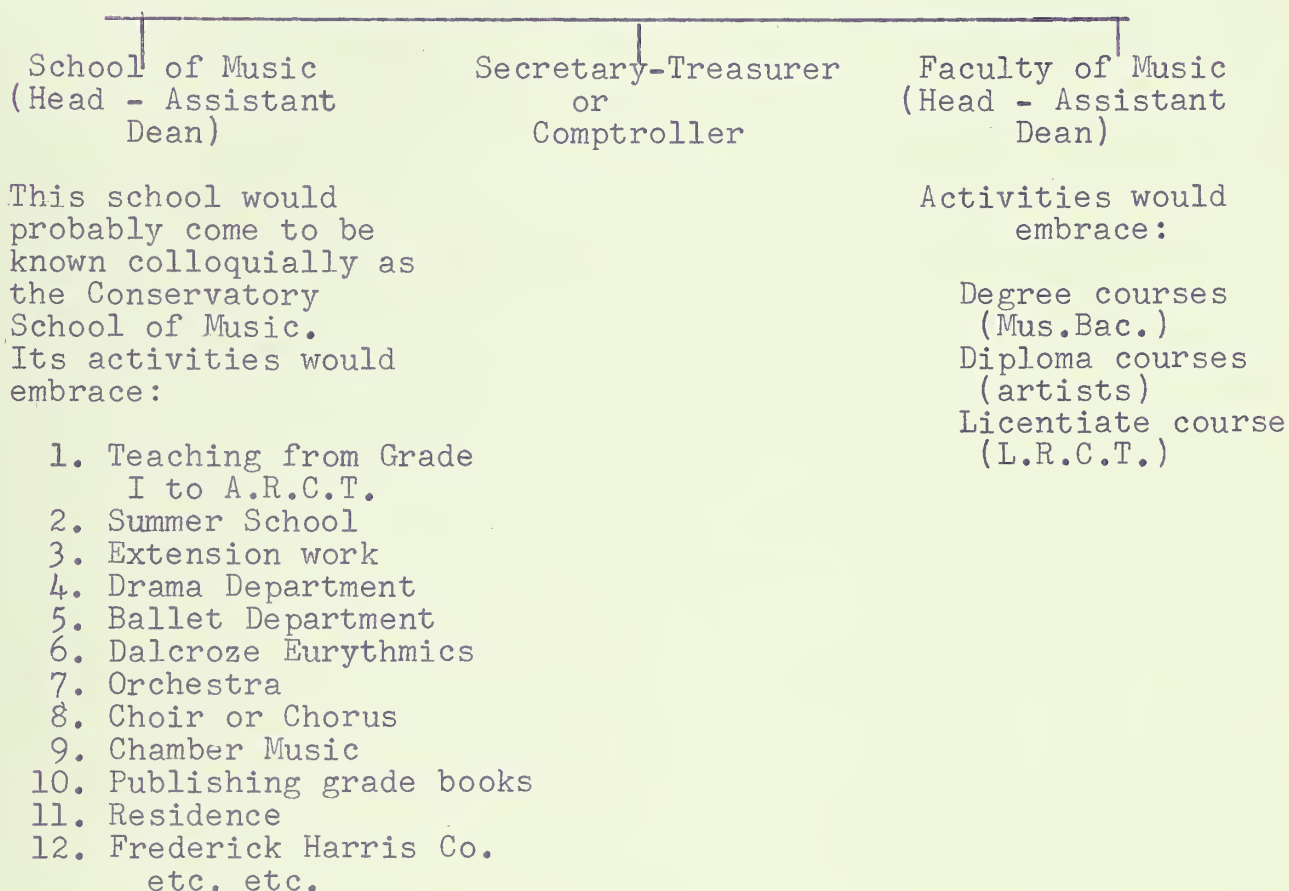 School of Music
(Head - Assistant
Dean)
Secretary-Treasurer
or
Comptroller
Faculty of Music
(Head - Assistant
Dean)
This school would
probably come to be
known colloquially as
the Conservatory
School of Music.
Its activities would
embrace:
1. Teaching from Grade
I to A.R.C.T.
2. Summer School
3. Extension work
4. Drama Department
5. Ballet Department
6. Dalcroze Eurythmics
7. Orchestra
8. Choir or Chorus
9. Chamber Music
10. Publishing grade books
11. Residence
12. Frederick Harris Co.
etc. etc.
Activities would
embrace:
Degree courses
(Mus.Bac.)
Diploma courses
(artists)
Licentiate course
(L.R.C.T.)